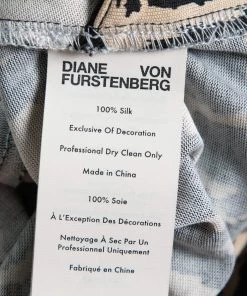 DIANE VON
FURSTENBERG
100% Silk
Exclusive Of Decoration
Professional Dry Clean Only
Made in China
100% Soie
À L'Exception Des Décorations
Nettoyage À Sec Par Un
Professionnel Uniquement
Fabriqué en Chine